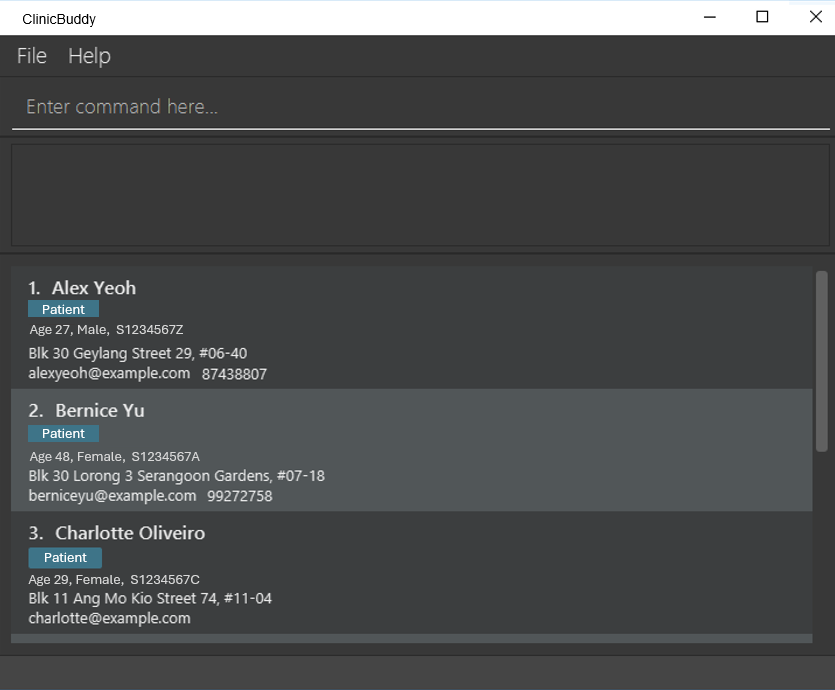 ClinicBuddy
File Help
Enter command here...
1. Alex Yeoh
Patient
Age 27, Male, S1234567Z
Blk 30 Geylang Street 29, #06-40
alexyeoh@example.com 87438807
2. Bernice Yu
Patient
Age 48, Female, S1234567A
Blk 30 Lorong 3 Serangoon Gardens, #07-18
berniceyu@example.com 99272758
3. Charlotte Oliveiro
Patient
Age 29, Female, S1234567C
Blk 11 Ang Mo Kio Street 74, #11-04
charlotte@example.com